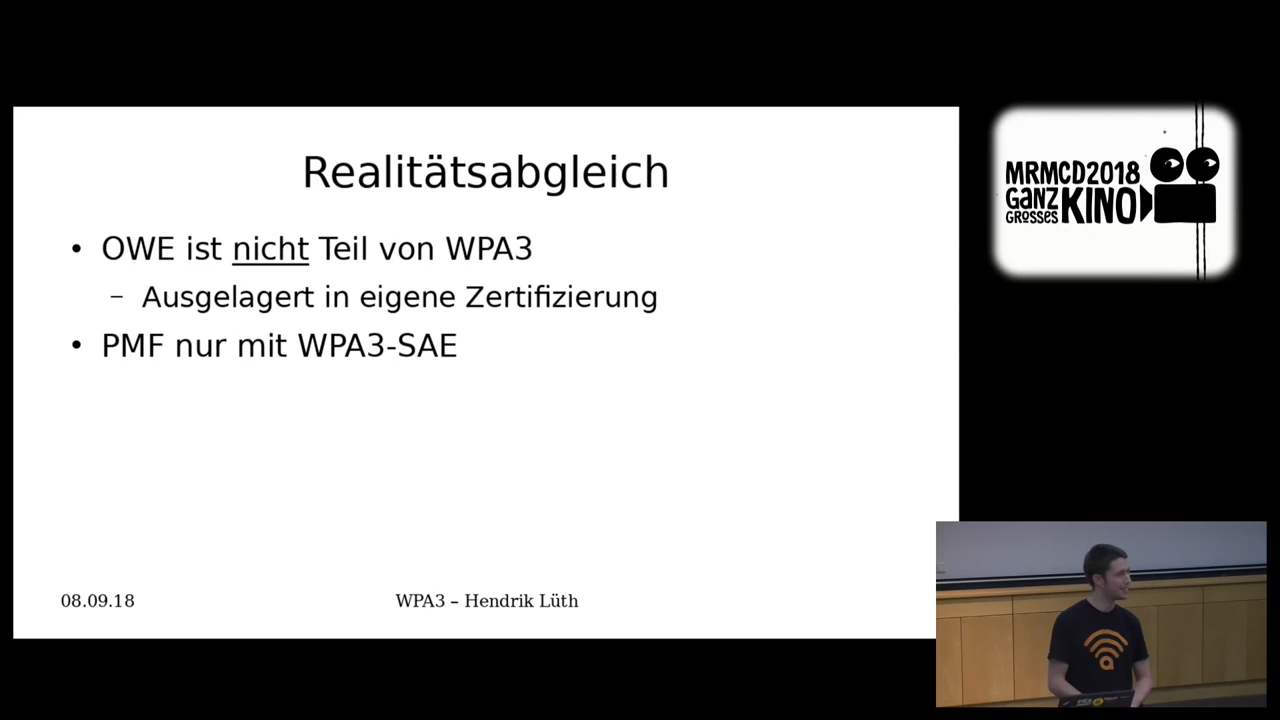 Realitätsabgleich
• OWE ist nicht Teil von WPA3
– Ausgelagert in eigene Zertifizierung
• PMF nur mit WPA3-SAE
08.09.18
WPA3 – Hendrik Lüth
MRMCD2018
GANZ
GROSSES
KINO